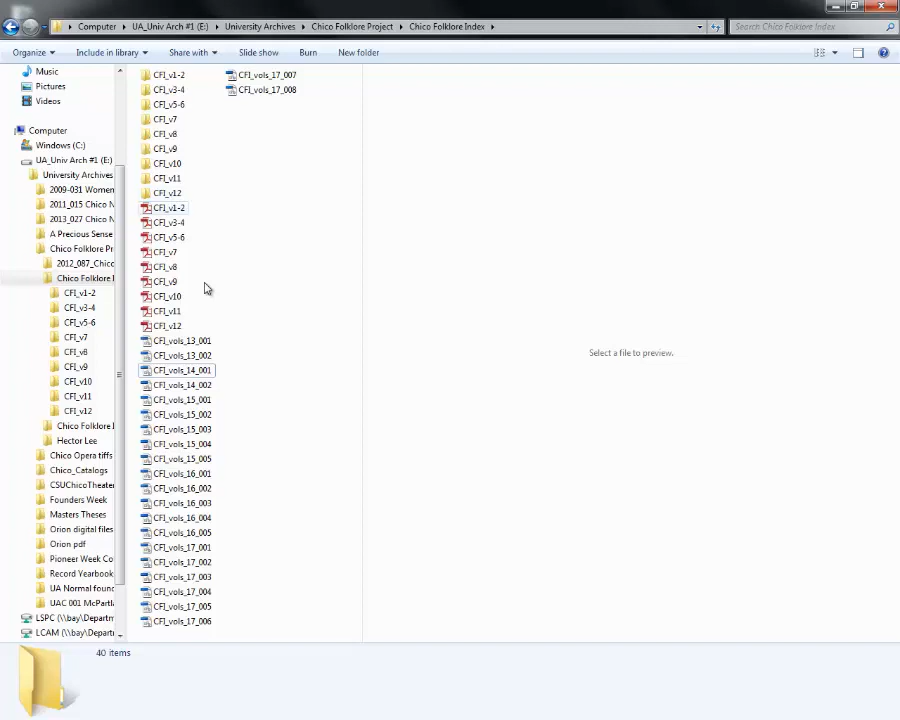 Computer
UA_Univ Arch #1 (E:)
University Archives
Chico Folklore Project
Chico Folklore Index
Search Chico Folklore Index
Organize
Include in library
Share with
Slide show
Burn
New folder
Music
Pictures
Videos
Computer
Windows (C:)
UA_Univ Arch #1 (E:)
University Archives
2009-031 Women
2011_015 Chico N
2013_027 Chico N
A Precious Sense
Chico Folklore Pr
2012_087_Chic
Chico Folklore I
CFI_v1-2
CFI_v3-4
CFI_v5-6
CFI_v7
CFI_v8
CFI_v9
CFI_v10
CFI_v11
CFI_v12
Chico Folklore I
Hector Lee
Chico Opera tiffs
Chico_Catalogs
CSUChicoTheater
Founders Week
Masters Theses
Orion digital files
Orion pdf
Pioneer Week Co
Record Yearbook
UA Normal found
UAC 001 McPartl
LSPC (\\bay\Departm
LCAM (\\bay\Departm
CFI_v1-2
CFI_v3-4
CFI_v5-6
CFI_v7
CFI_v8
CFI_v9
CFI_v10
CFI_v11
CFI_v12
CFI_v1-2
CFI_v3-4
CFI_v5-6
CFI_v7
CFI_v8
CFI_v9
CFI_v10
CFI_v11
CFI_v12
CFI_vols_13_001
CFI_vols_13_002
CFI_vols_14_001
CFI_vols_14_002
CFI_vols_15_001
CFI_vols_15_002
CFI_vols_15_003
CFI_vols_15_004
CFI_vols_15_005
CFI_vols_16_001
CFI_vols_16_002
CFI_vols_16_003
CFI_vols_16_004
CFI_vols_16_005
CFI_vols_17_001
CFI_vols_17_002
CFI_vols_17_003
CFI_vols_17_004
CFI_vols_17_005
CFI_vols_17_006
CFI_vols_17_007
CFI_vols_17_008
Select a file to preview.
40 items